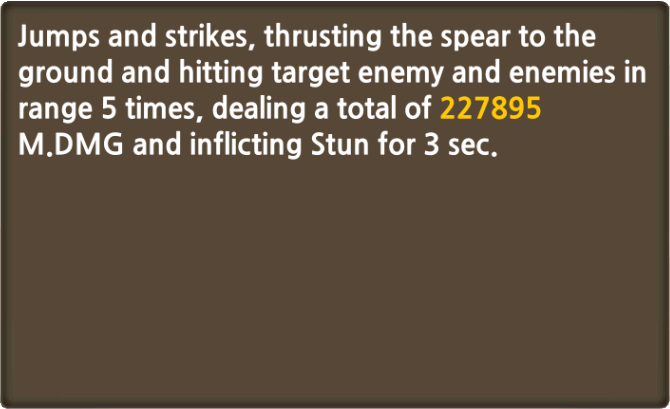 Jumps and strikes, thrusting the spear to the
ground and hitting target enemy and enemies in
range 5 times, dealing a total of 227895
M.DMG and inflicting Stun for 3 sec.